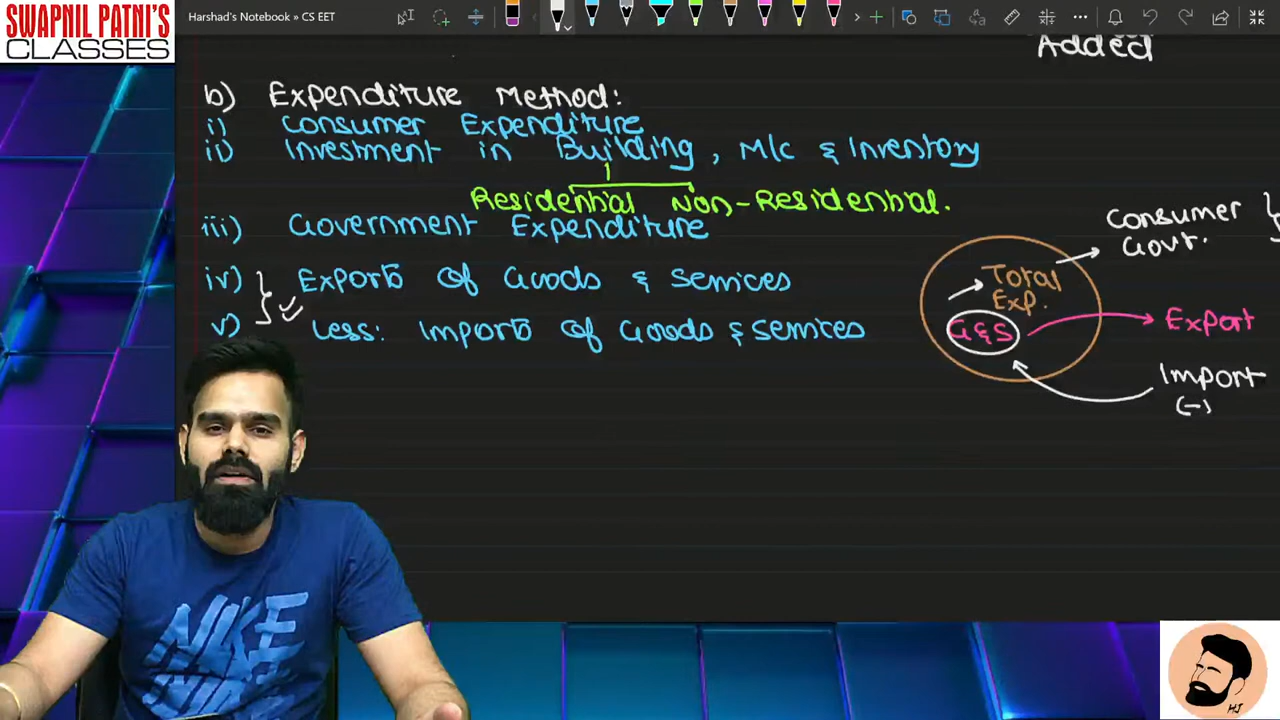 SWAPNIL PATNI'S
CLASSES
Harshad's Notebook » CS EET
Added
b) Expenditure Method:
i) Consumer Expenditure
ii) Investment in Building, M/c & Inventory
Residential Non-Residential.
iii) Government Expenditure
iv) Exports of Goods & Services
v) Less: Imports of Goods & Services
Consumer
Govt.
Total
Exp.
G&S
Export
Import
(-)
NIKE
HJ